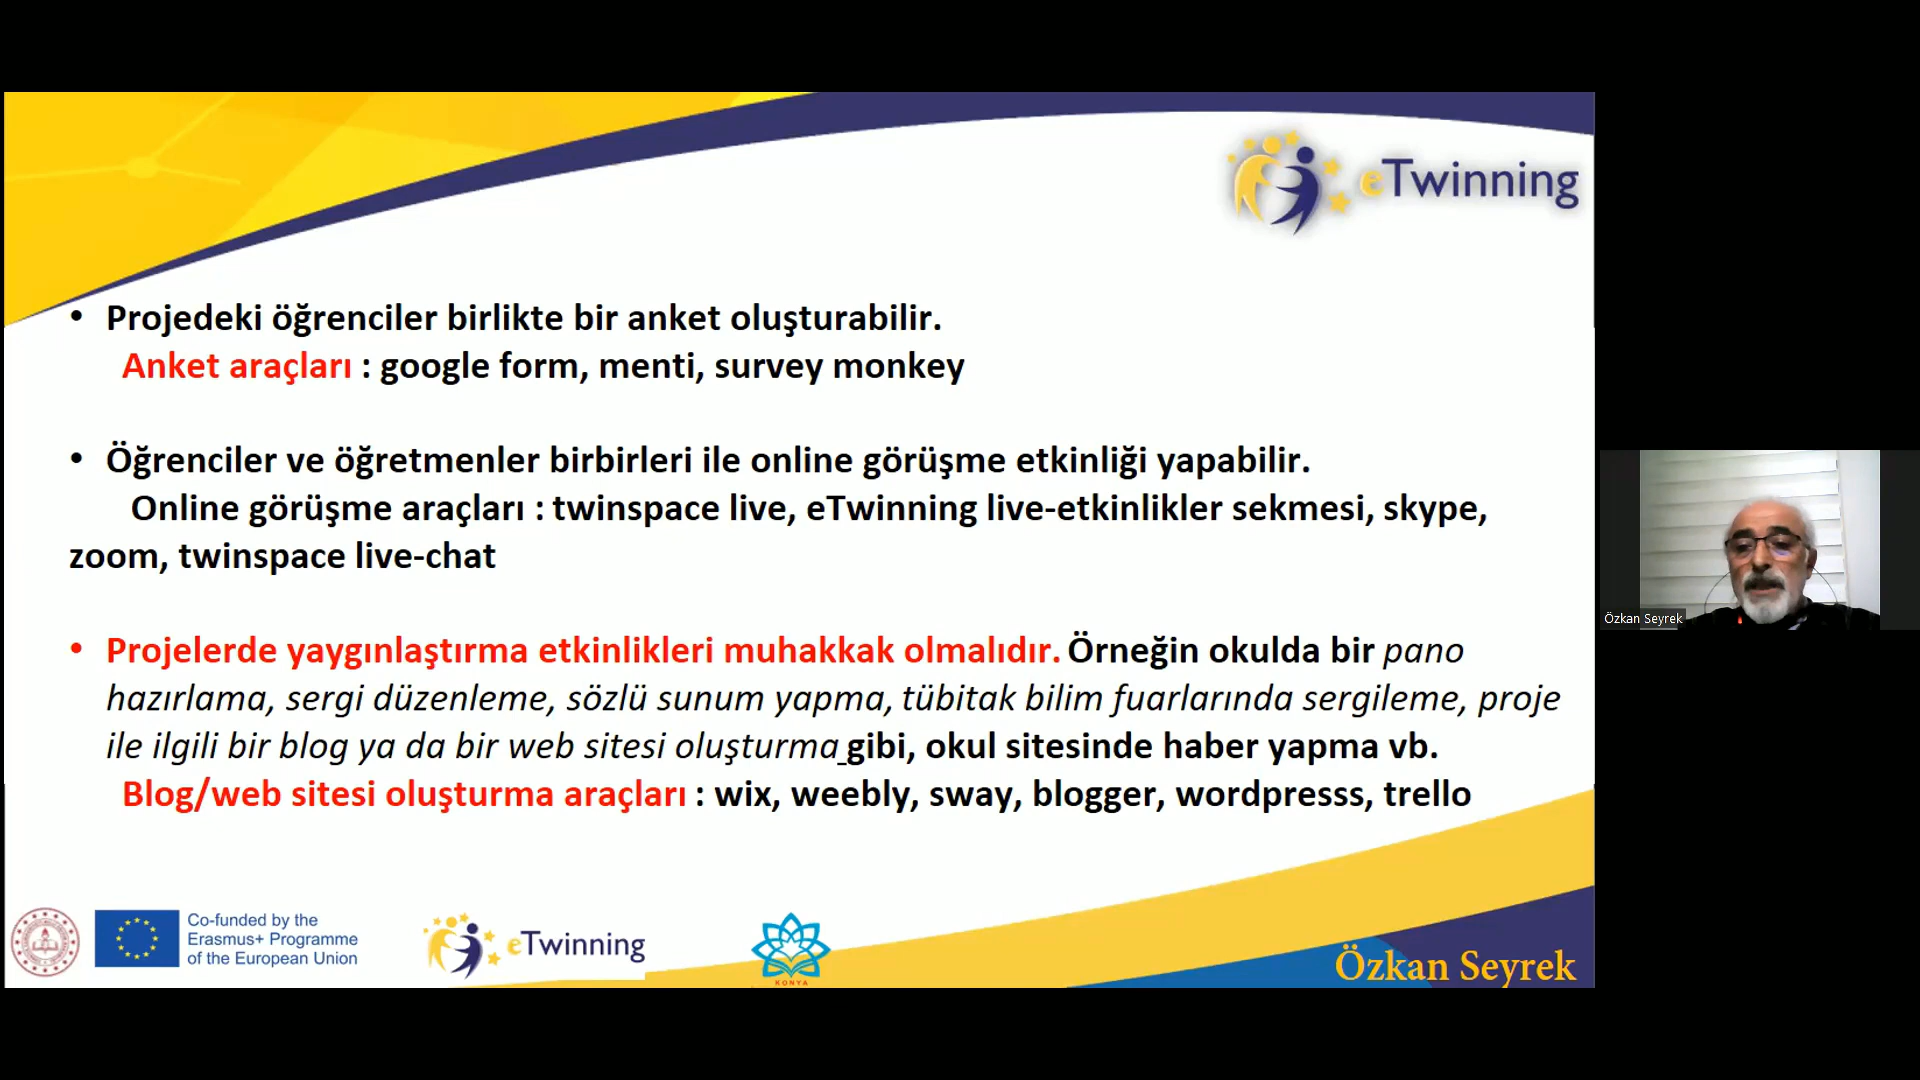 eTwinning
• Projedeki öğrenciler birlikte bir anket oluşturabilir.
Anket araçları : google form, menti, survey monkey
• Öğrenciler ve öğretmenler birbirleri ile online görüşme etkinliği yapabilir.
Online görüşme araçları : twinspace live, eTwinning live-etkinlikler sekmesi, skype,
zoom, twinspace live-chat
• Projelerde yaygınlaştırma etkinlikleri muhakkak olmalıdır. Örneğin okulda bir pano
hazırlama, sergi düzenleme, sözlü sunum yapma, tübitak bilim fuarlarında sergileme, proje
ile ilgili bir blog ya da bir web sitesi oluşturma gibi, okul sitesinde haber yapma vb.
Blog/web sitesi oluşturma araçları : wix, weebly, sway, blogger, wordpresss, trello
Özkan Seyrek
Co-funded by the
Erasmus+ Programme
of the European Union
eTwinning
KONYA
Özkan Seyrek